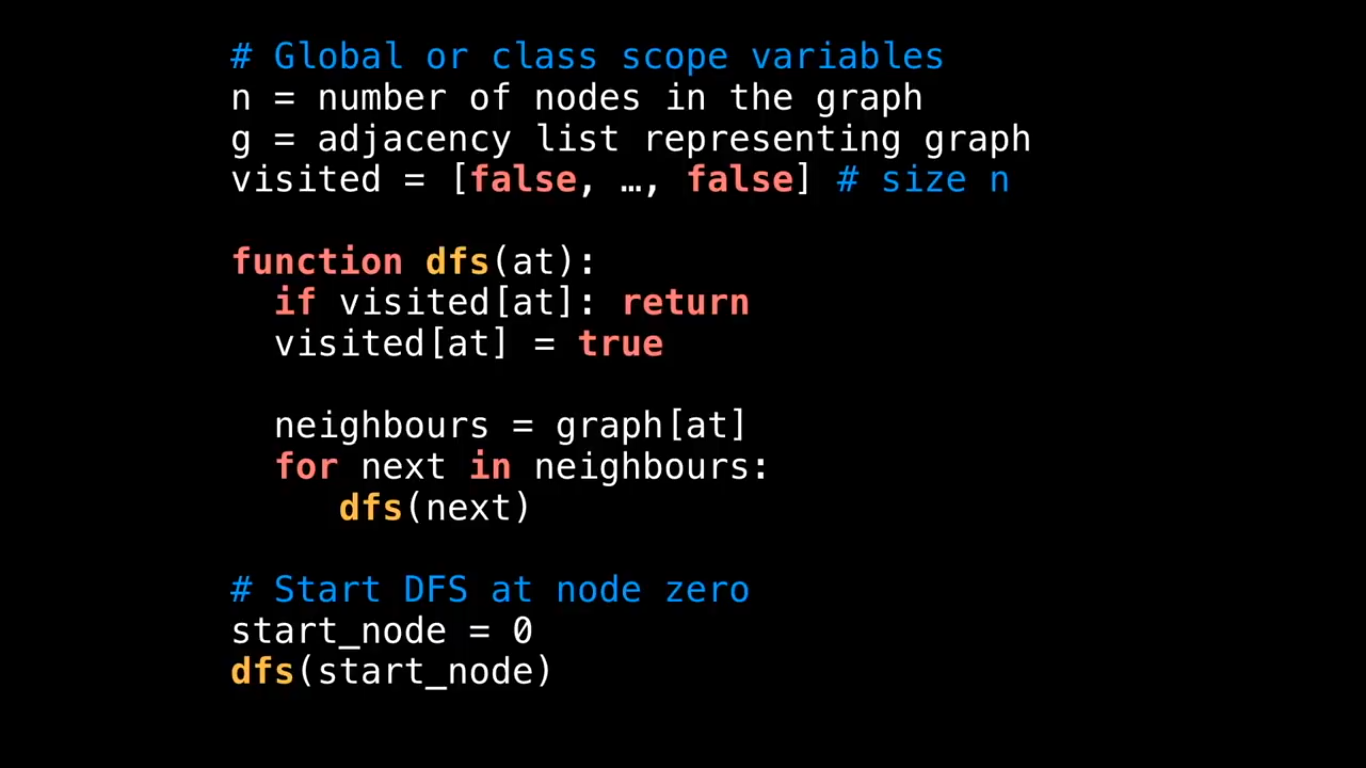 # Global or class scope variables
n = number of nodes in the graph
g = adjacency list representing graph
visited = [false, …, false] # size n
function dfs(at):
if visited[at]: return
visited[at] = true
neighbours = graph[at]
for next in neighbours:
dfs(next)
# Start DFS at node zero
start_node = 0
dfs(start_node)